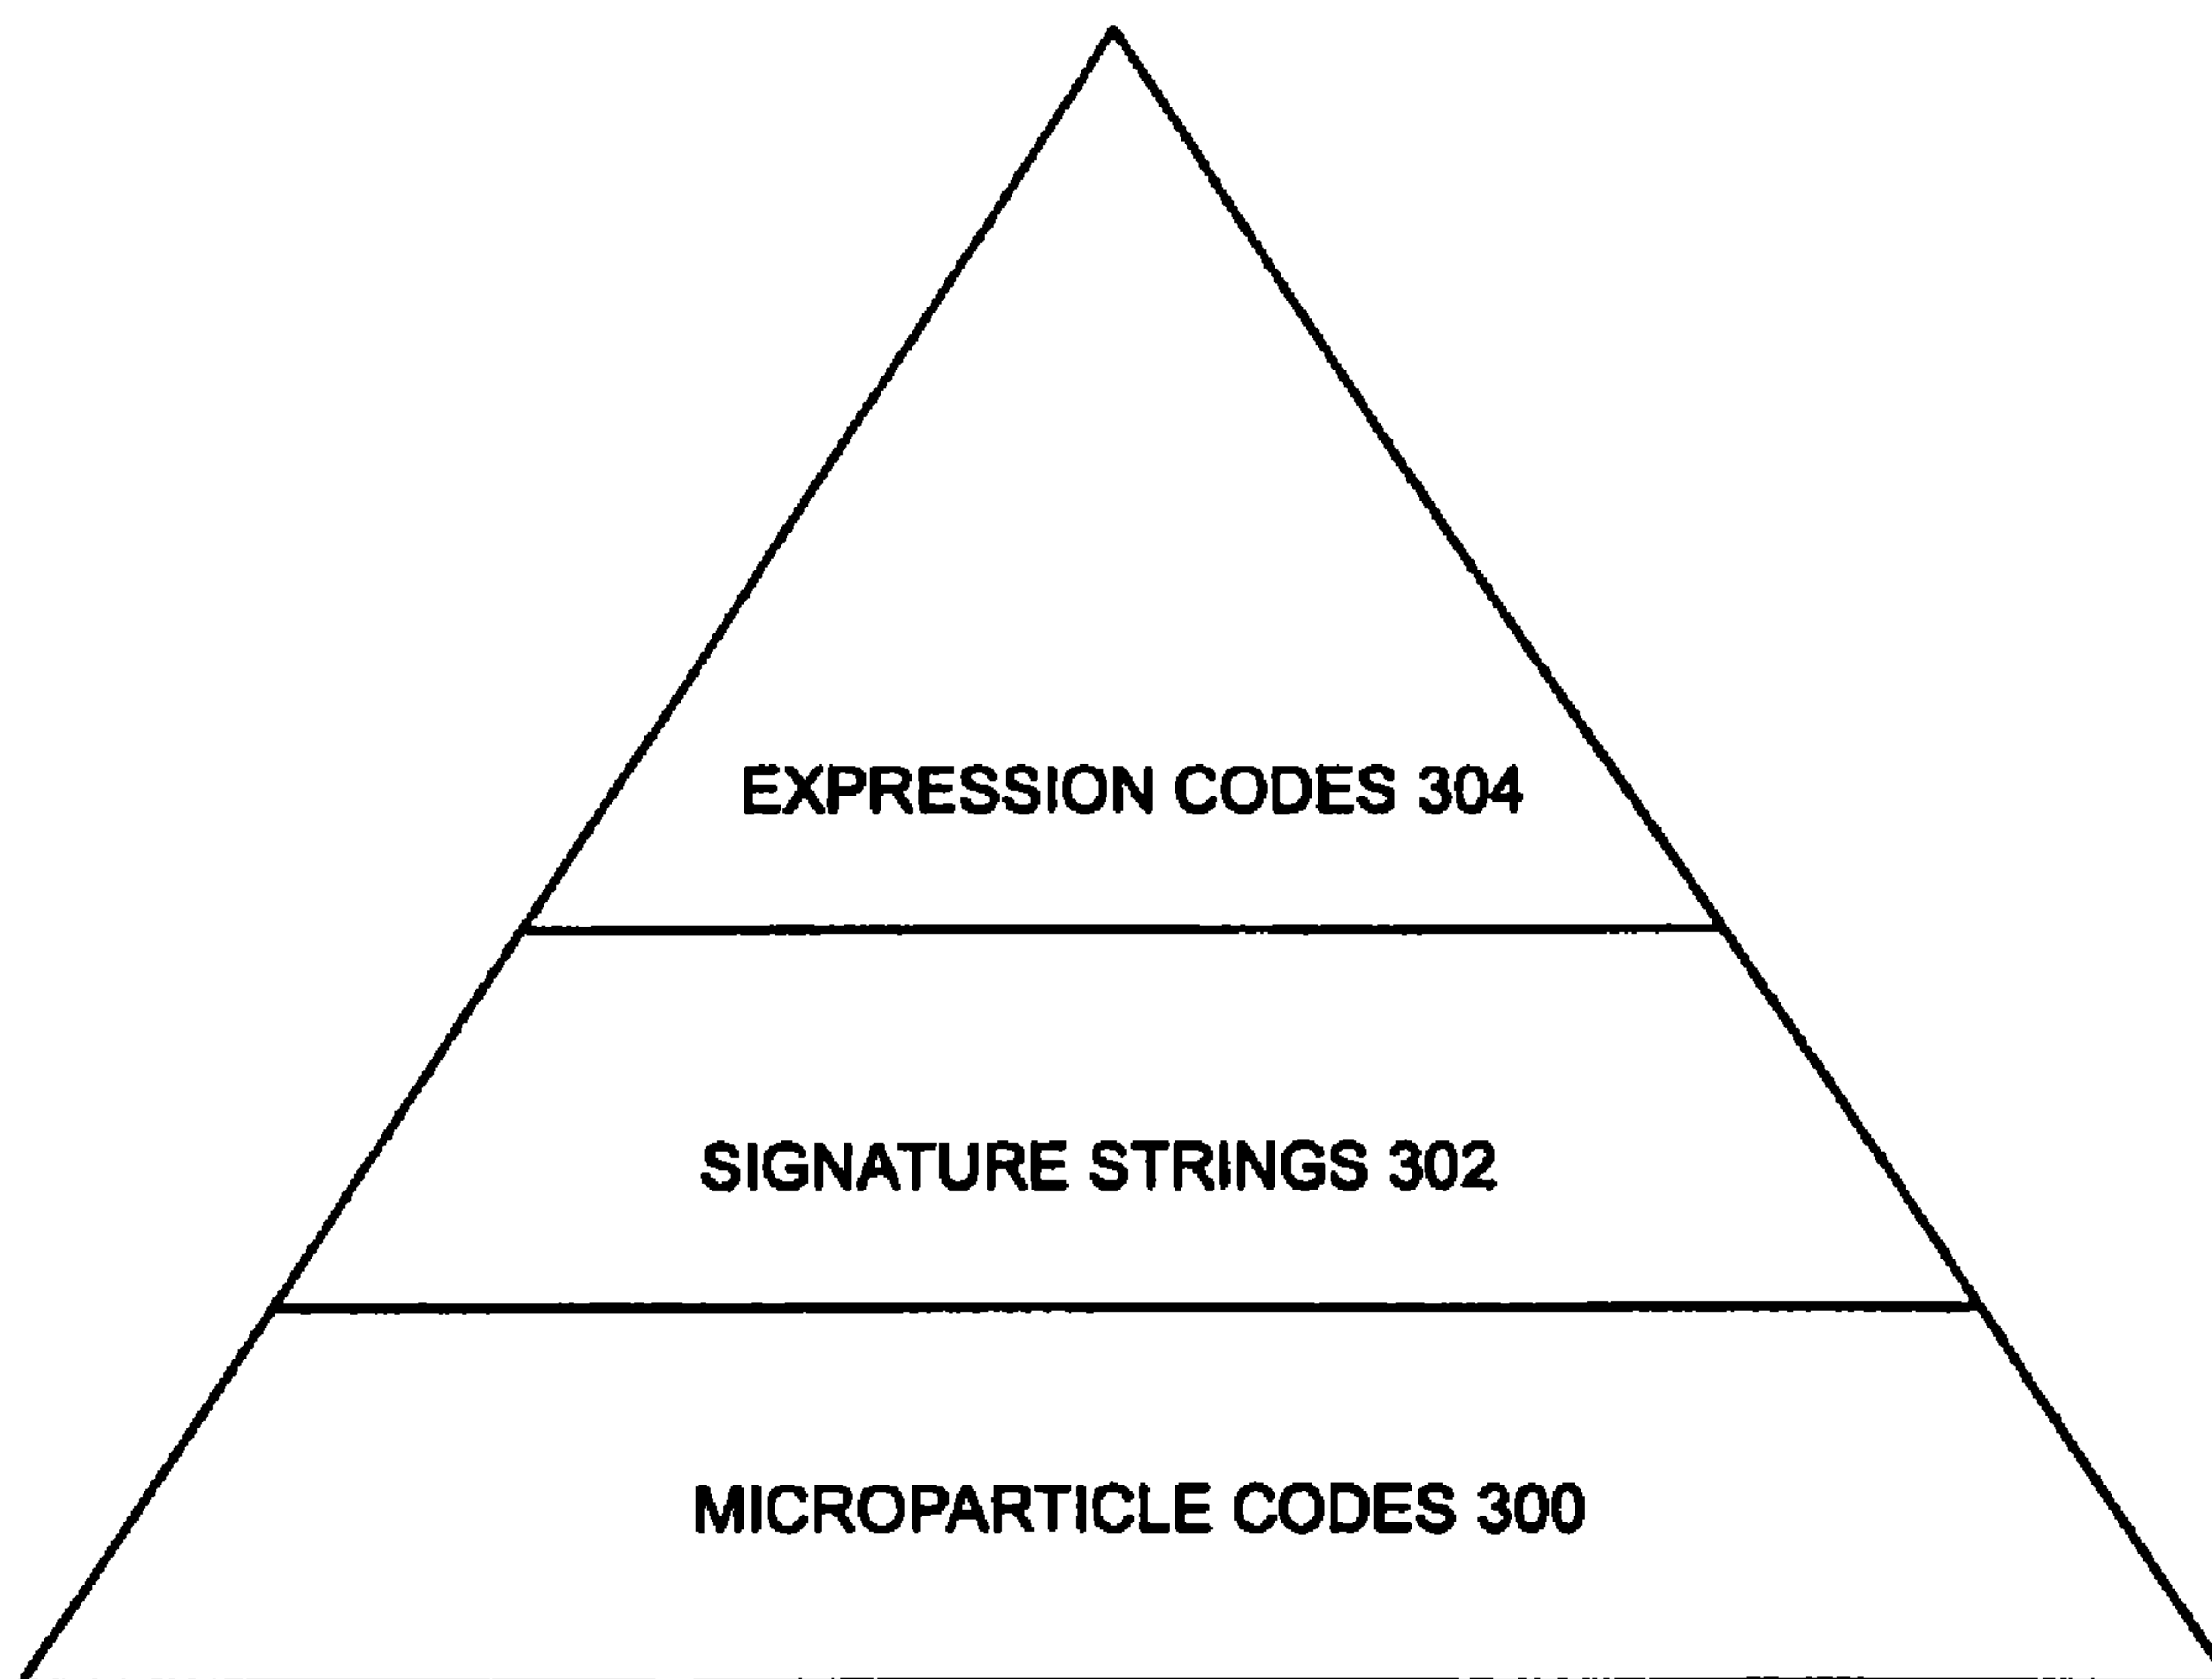 EXPRESSION CODES 304
SIGNATURE STRINGS 302
MICROPARTICLE CODES 300